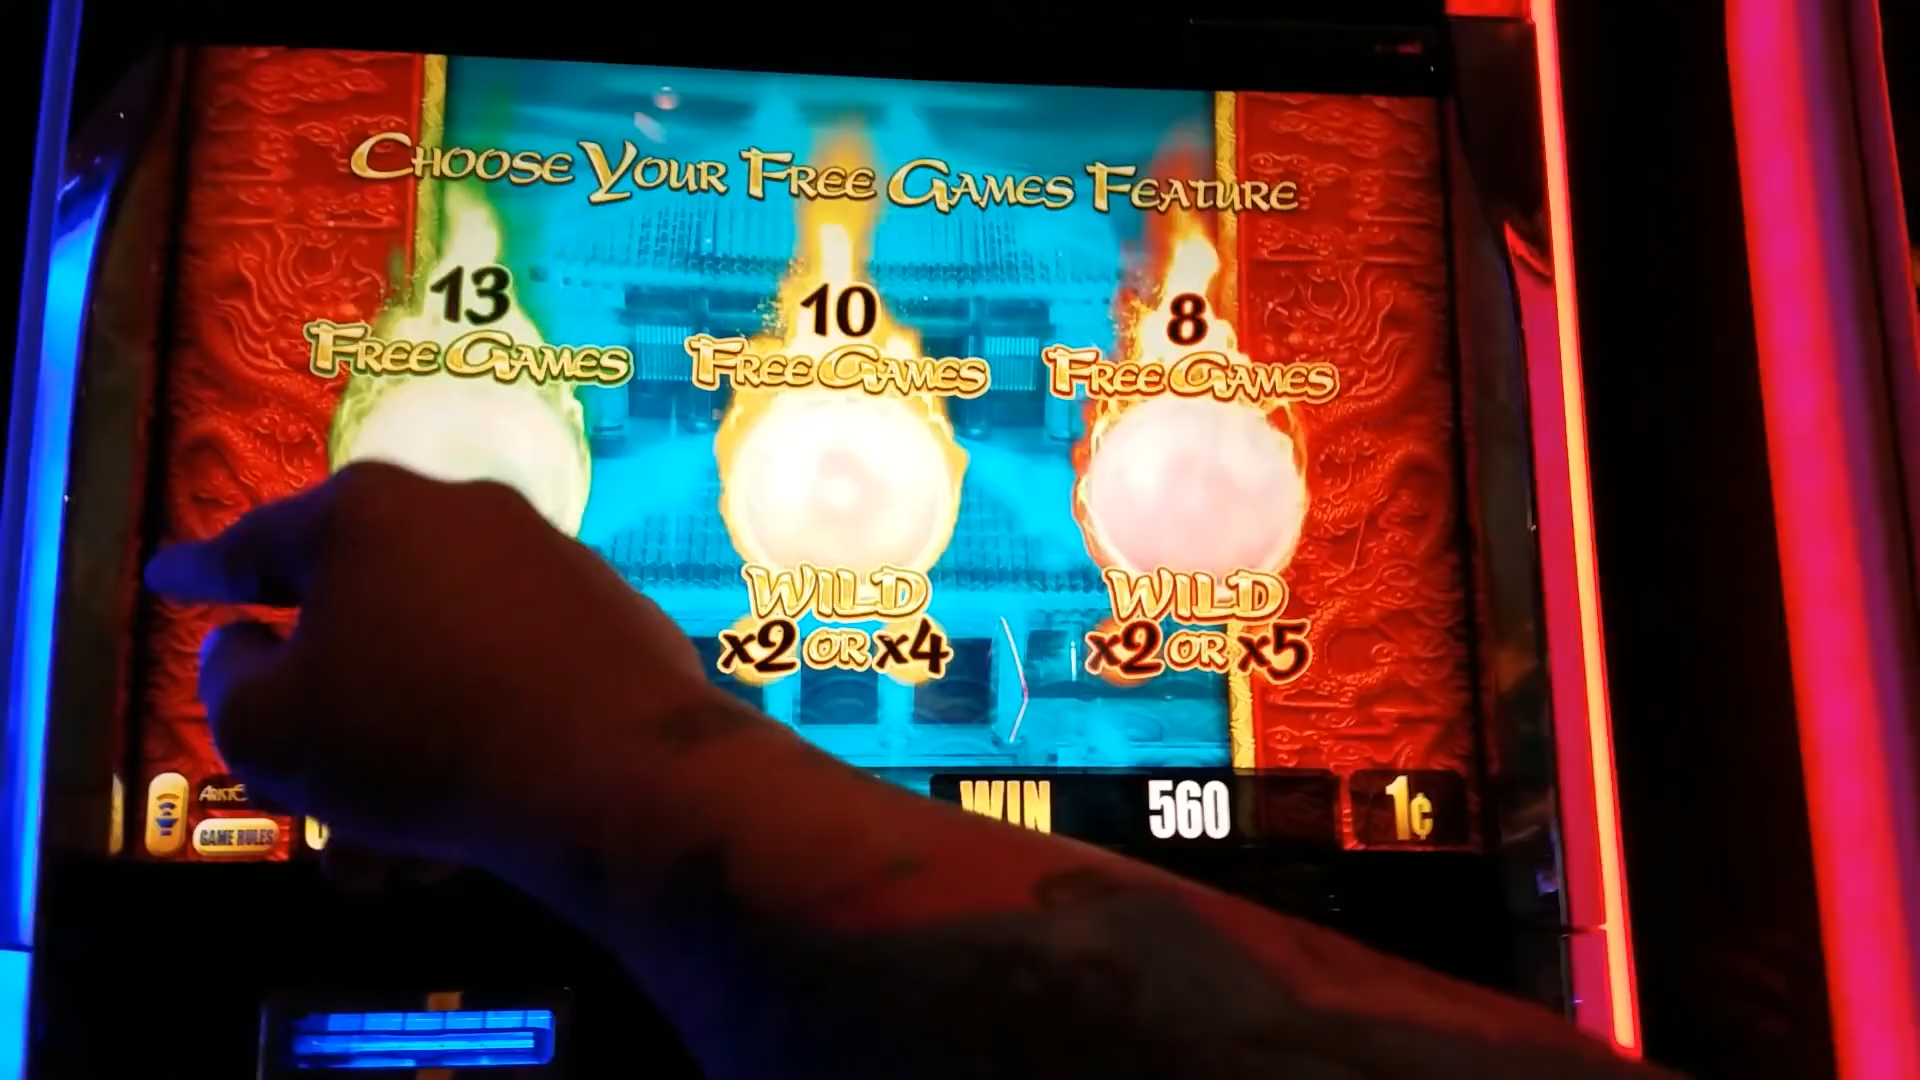 CHOOSE YOUR FREE GAMES FEATURE
13
FREE GAMES
10
FREE GAMES
8
FREE GAMES
WILD
x2 OR x4
WILD
x2 OR x5
GAME RULES
WIN 560
1¢